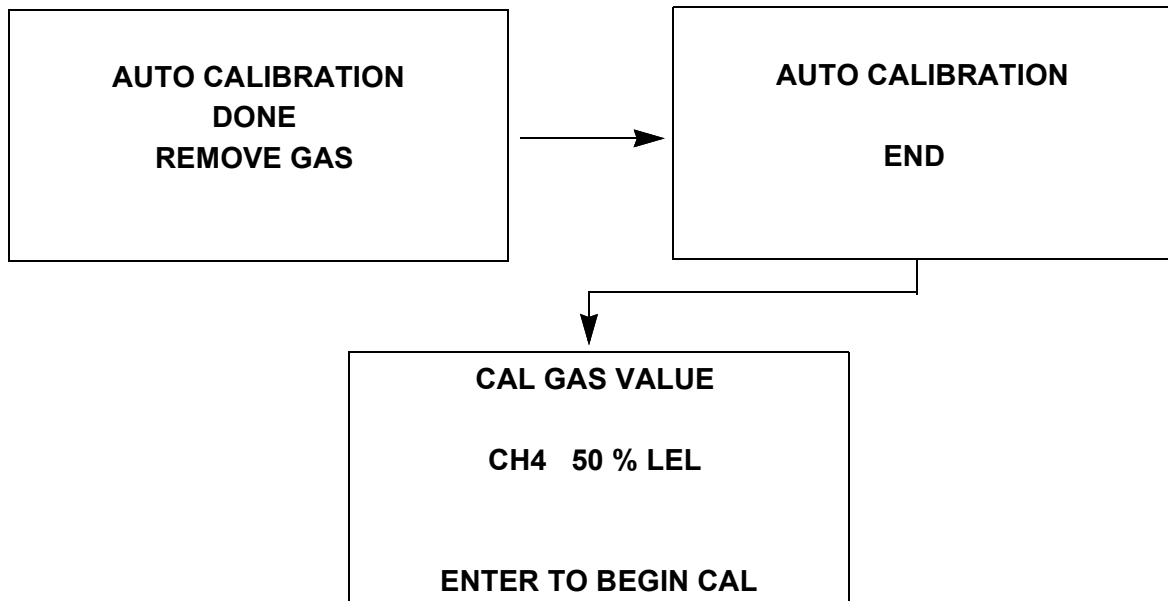 AUTO CALIBRATION
DONE
REMOVE GAS
AUTO CALIBRATION
END
CAL GAS VALUE
CH4 50 % LEL
ENTER TO BEGIN CAL